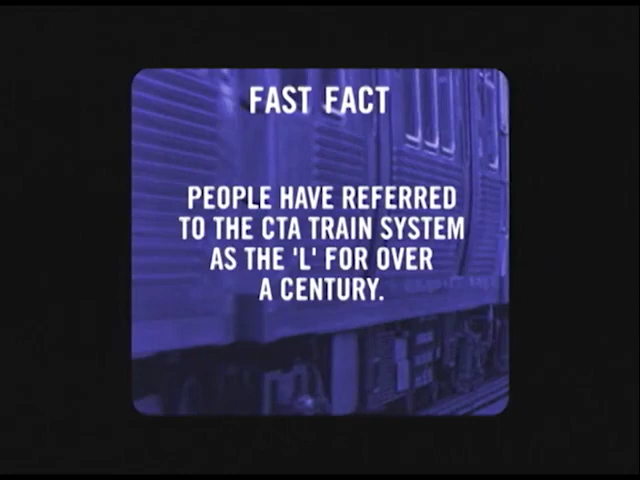 FAST FACT
PEOPLE HAVE REFERRED
TO THE CTA TRAIN SYSTEM
AS THE 'L' FOR OVER
A CENTURY.